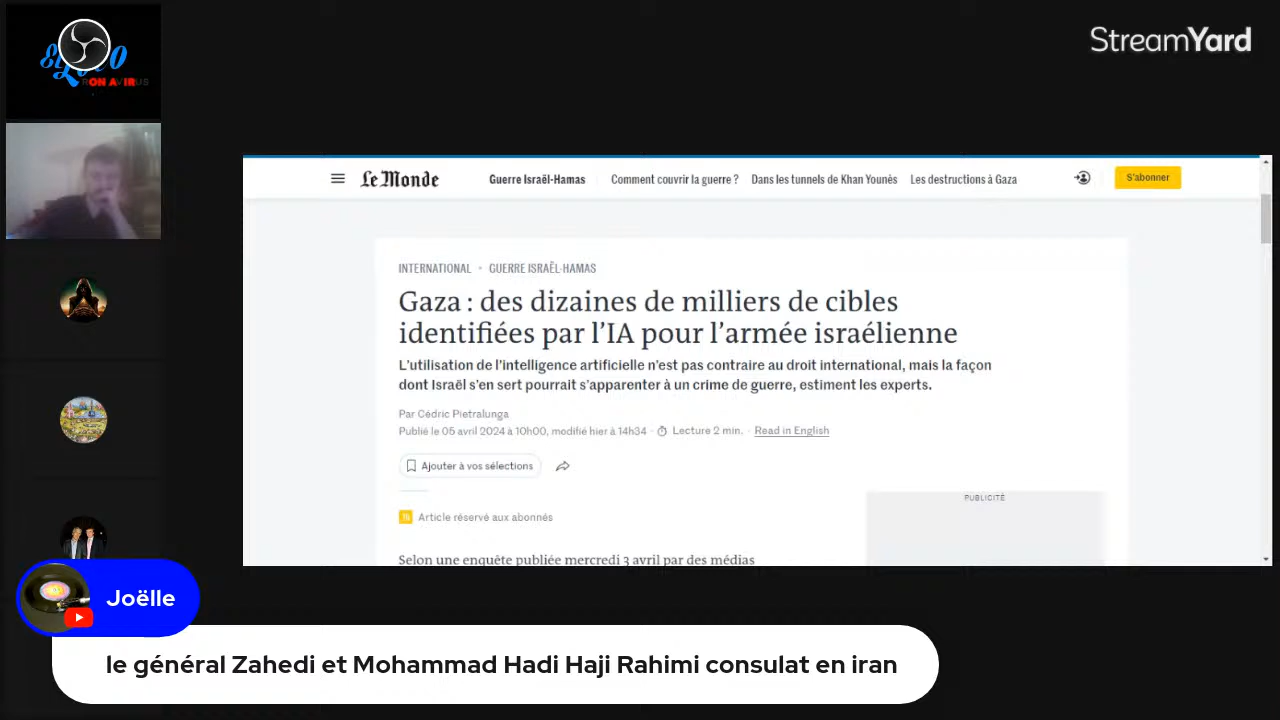 StreamYard
ON AVIRUS
Le Monde
Guerre Israël-Hamas
Comment couvrir la guerre ?
Dans les tunnels de Khan Younès
Les destructions à Gaza
S'abonner
INTERNATIONAL • GUERRE ISRAËL-HAMAS
Gaza : des dizaines de milliers de cibles
identifiées par l’IA pour l’armée israélienne
L’utilisation de l’intelligence artificielle n’est pas contraire au droit international, mais la façon
dont Israël s’en sert pourrait s’apparenter à un crime de guerre, estiment les experts.
Par Cédric Pietralunga
Publié le 05 avril 2024 à 10h00, modifié hier à 14h34 · Lecture 2 min. · Read in English
Ajouter à vos sélections
PUBLICITÉ
Article réservé aux abonnés
Selon une enquête publiée mercredi 3 avril par des médias
Joëlle
le général Zahedi et Mohammad Hadi Haji Rahimi consulat en iran